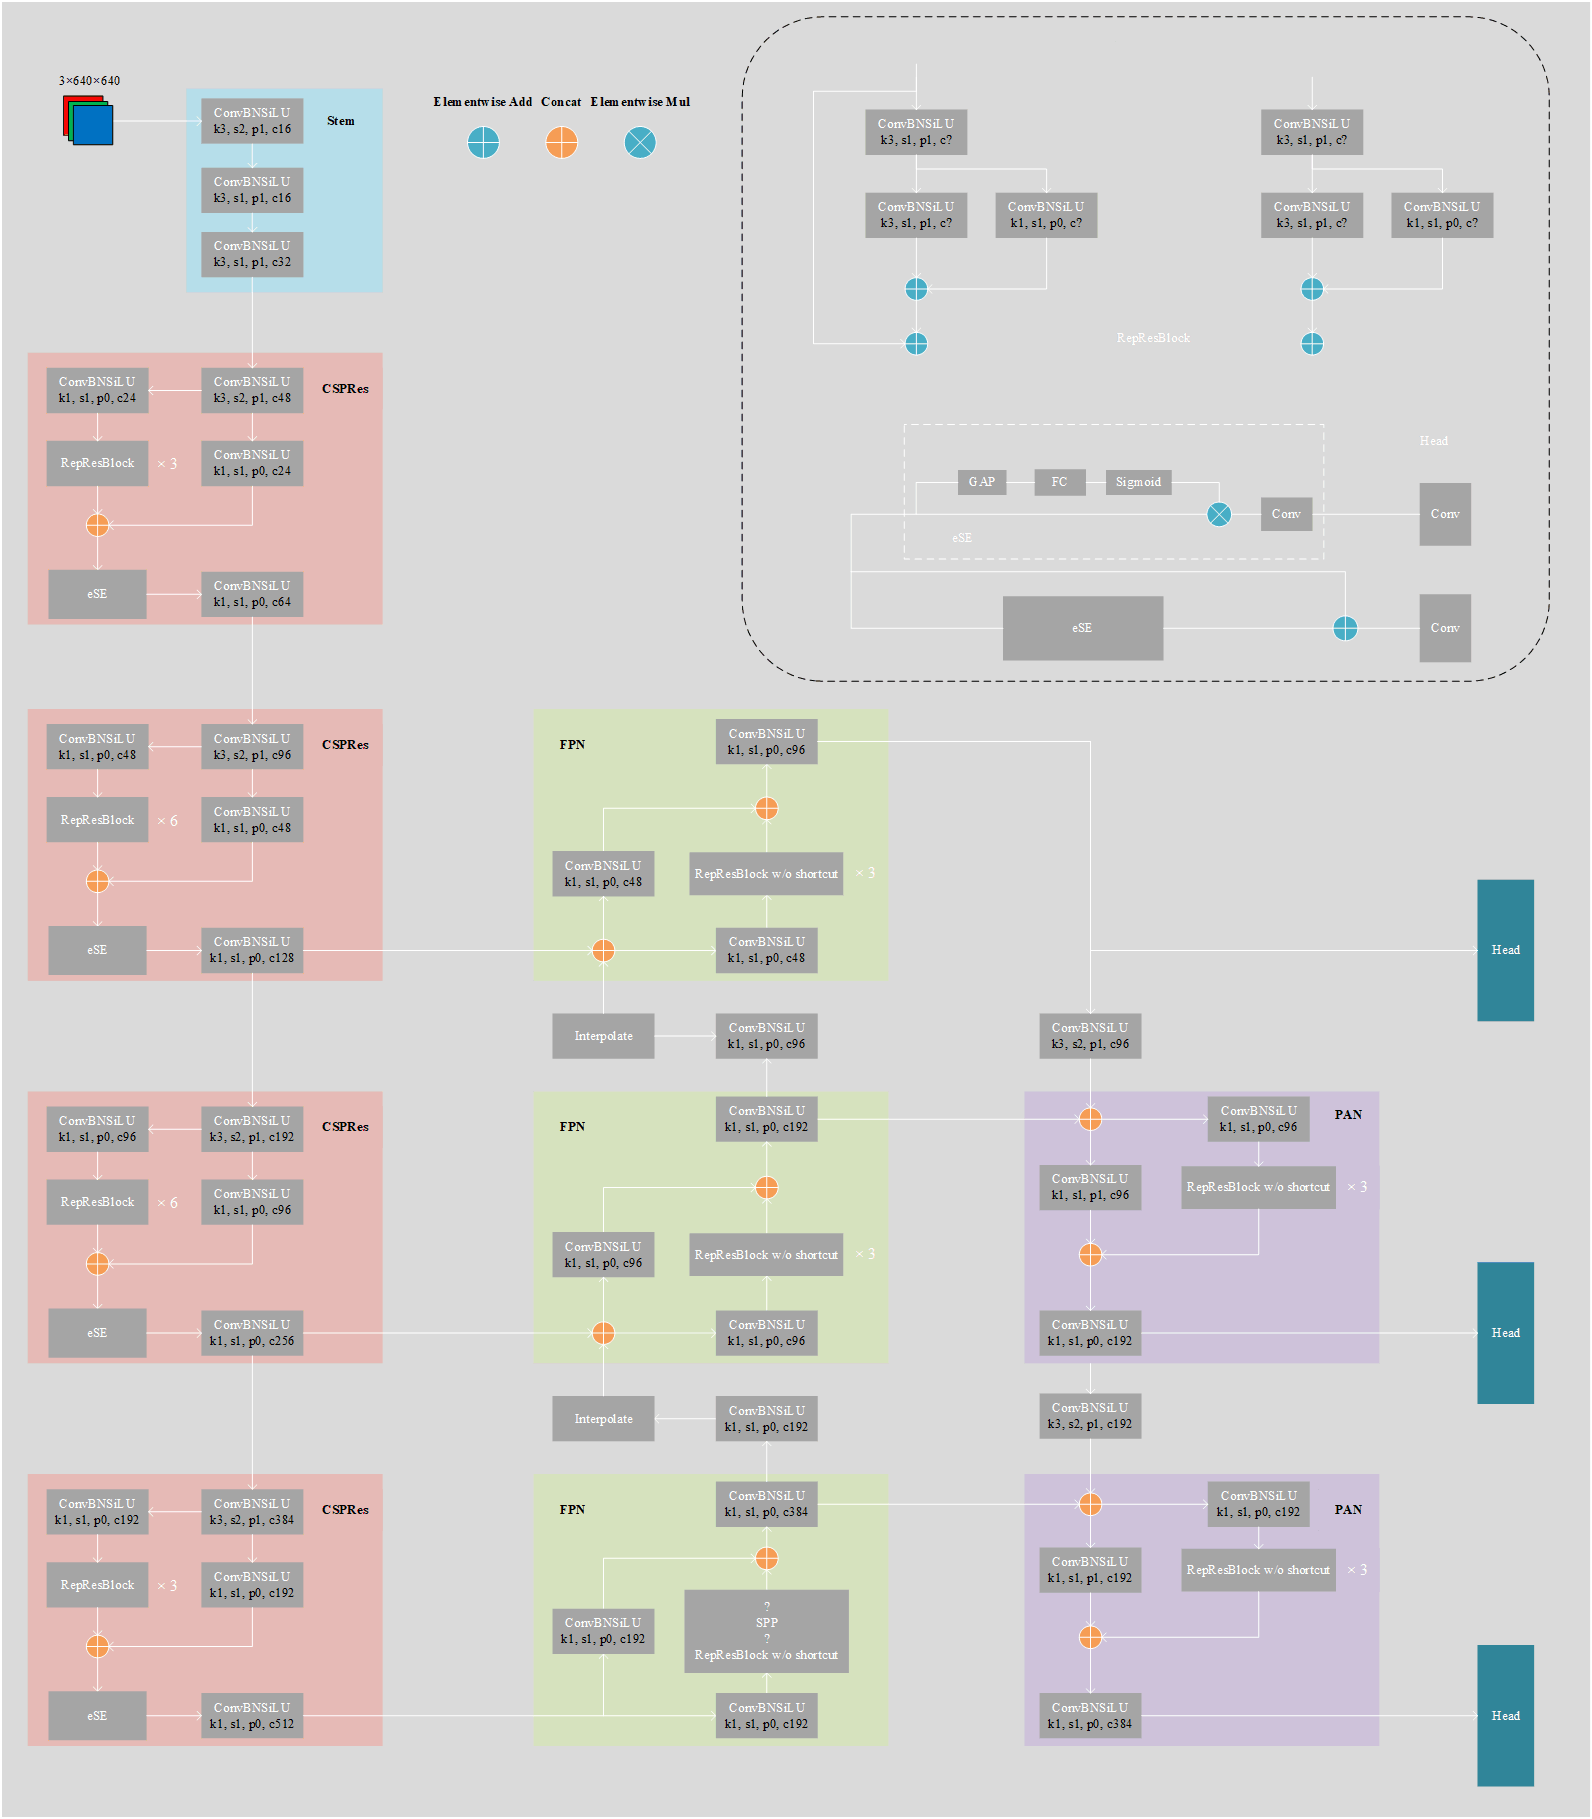 3×640×640
ConvBNSiLU
k3, s2, p1, c16
Stem
ConvBNSiLU
k3, s1, p1, c16
ConvBNSiLU
k3, s1, p1, c32
Elementwise Add
Concat
Elementwise Mul
ConvBNSiLU
k3, s1, p1, c?
ConvBNSiLU
k3, s1, p1, c?
ConvBNSiLU
k3, s1, p1, c?
ConvBNSiLU
k1, s1, p0, c?
ConvBNSiLU
k3, s1, p1, c?
ConvBNSiLU
k1, s1, p0, c?
RepResBlock
Head
GAP
FC
Sigmoid
Conv
Conv
eSE
eSE
Conv
ConvBNSiLU
k1, s1, p0, c24
ConvBNSiLU
k3, s2, p1, c48
CSPRes
RepResBlock
× 3
ConvBNSiLU
k1, s1, p0, c24
eSE
ConvBNSiLU
k1, s1, p0, c64
ConvBNSiLU
k1, s1, p0, c48
ConvBNSiLU
k3, s2, p1, c96
CSPRes
RepResBlock
× 6
ConvBNSiLU
k1, s1, p0, c48
eSE
ConvBNSiLU
k1, s1, p0, c128
FPN
ConvBNSiLU
k1, s1, p0, c96
ConvBNSiLU
k1, s1, p0, c48
RepResBlock w/o shortcut
× 3
ConvBNSiLU
k1, s1, p0, c48
Head
Interpolate
ConvBNSiLU
k1, s1, p0, c96
ConvBNSiLU
k3, s2, p1, c96
ConvBNSiLU
k1, s1, p0, c96
ConvBNSiLU
k3, s2, p1, c192
CSPRes
RepResBlock
× 6
ConvBNSiLU
k1, s1, p0, c96
eSE
ConvBNSiLU
k1, s1, p0, c256
FPN
ConvBNSiLU
k1, s1, p0, c192
ConvBNSiLU
k1, s1, p0, c96
RepResBlock w/o shortcut
× 3
ConvBNSiLU
k1, s1, p0, c96
ConvBNSiLU
k1, s1, p0, c96
PAN
ConvBNSiLU
k1, s1, p1, c96
RepResBlock w/o shortcut
× 3
ConvBNSiLU
k1, s1, p0, c192
Head
Interpolate
ConvBNSiLU
k1, s1, p0, c192
ConvBNSiLU
k3, s2, p1, c192
ConvBNSiLU
k1, s1, p0, c192
ConvBNSiLU
k3, s2, p1, c384
CSPRes
RepResBlock
× 3
ConvBNSiLU
k1, s1, p0, c192
eSE
ConvBNSiLU
k1, s1, p0, c512
FPN
ConvBNSiLU
k1, s1, p0, c384
ConvBNSiLU
k1, s1, p0, c192
?
SPP
?
RepResBlock w/o shortcut
ConvBNSiLU
k1, s1, p0, c192
ConvBNSiLU
k1, s1, p0, c192
PAN
ConvBNSiLU
k1, s1, p1, c192
RepResBlock w/o shortcut
× 3
ConvBNSiLU
k1, s1, p0, c384
Head